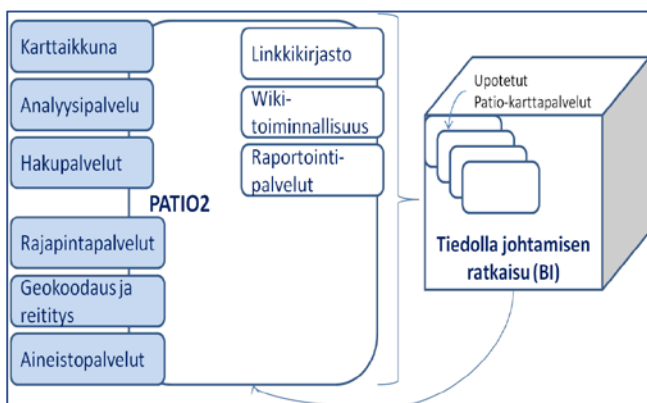 Karttaikkuna
Analyysipalvelu
Hakupalvelut
Rajapintapalvelut
Geokoodaus ja
reititys
Aineistopalvelut
PATIO2
Linkkikirjasto
Wiki-
toiminnallisuus
Raportointi-
palvelut
Upotetut
Patio-karttapalvelut
Tiedolla johtamisen
ratkaisu (BI)